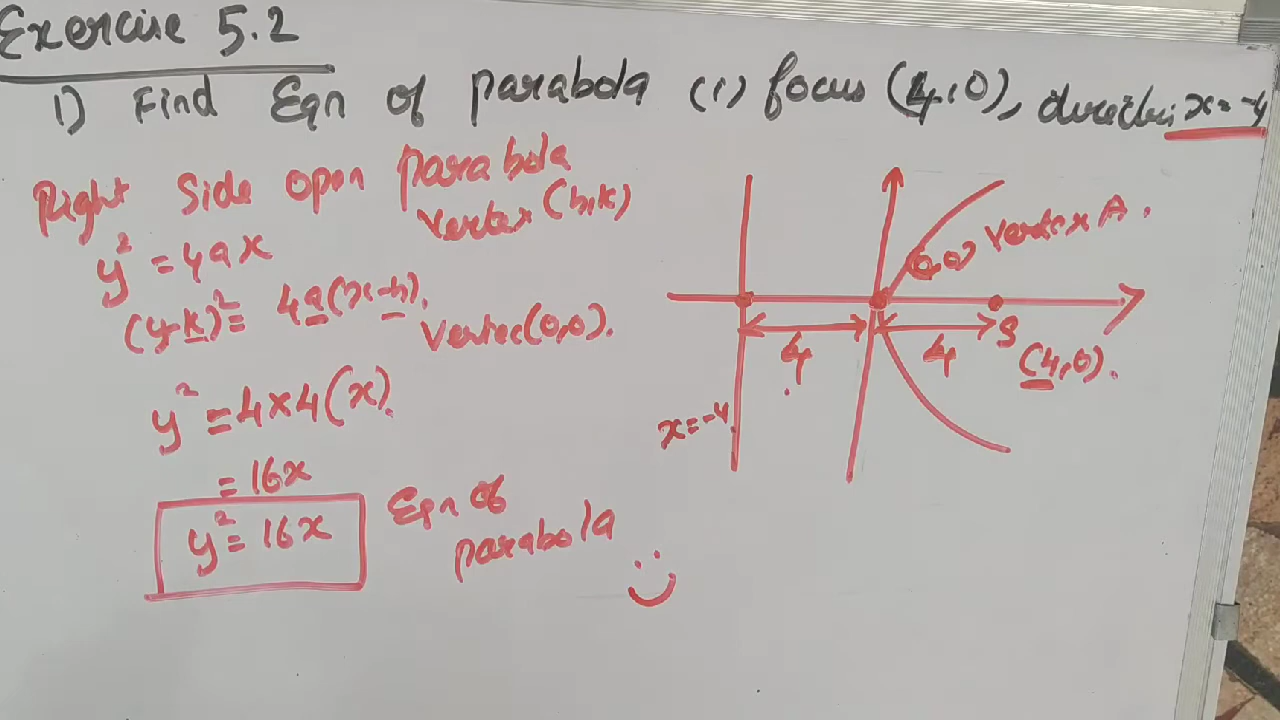 Exercise 5.2
1) Find Eqn of parabola (i) focus (4,0), directrix x=-4
Right Side open parabola
Vertex (h,k)
y²=4ax
(y-k)²= 4a(x-h).
Vertex(0,0).
y²=4×4(x).
=16x
y²=16x
Eqn of
parabola
(0,0) Vertex A.
4
4
S
(4,0).
x=-4